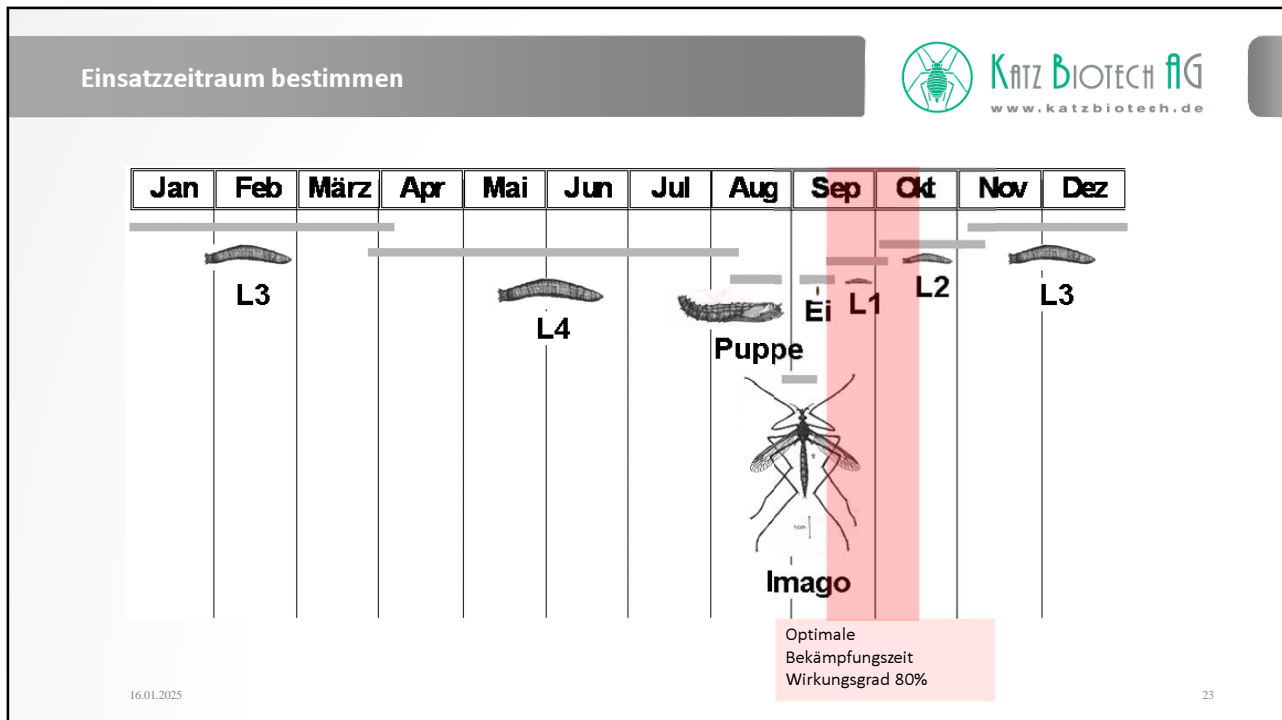 Einsatzzeitraum bestimmen
KATZ BIOTECH AG
www.katzbiotech.de
Jan Feb März Apr Mai Jun Jul Aug Sep Okt Nov Dez
L3
L4
Puppe
Ei
L1
L2
L3
1cm
Imago
Optimale
Bekämpfungszeit
Wirkungsgrad 80%
16.01.2025
23